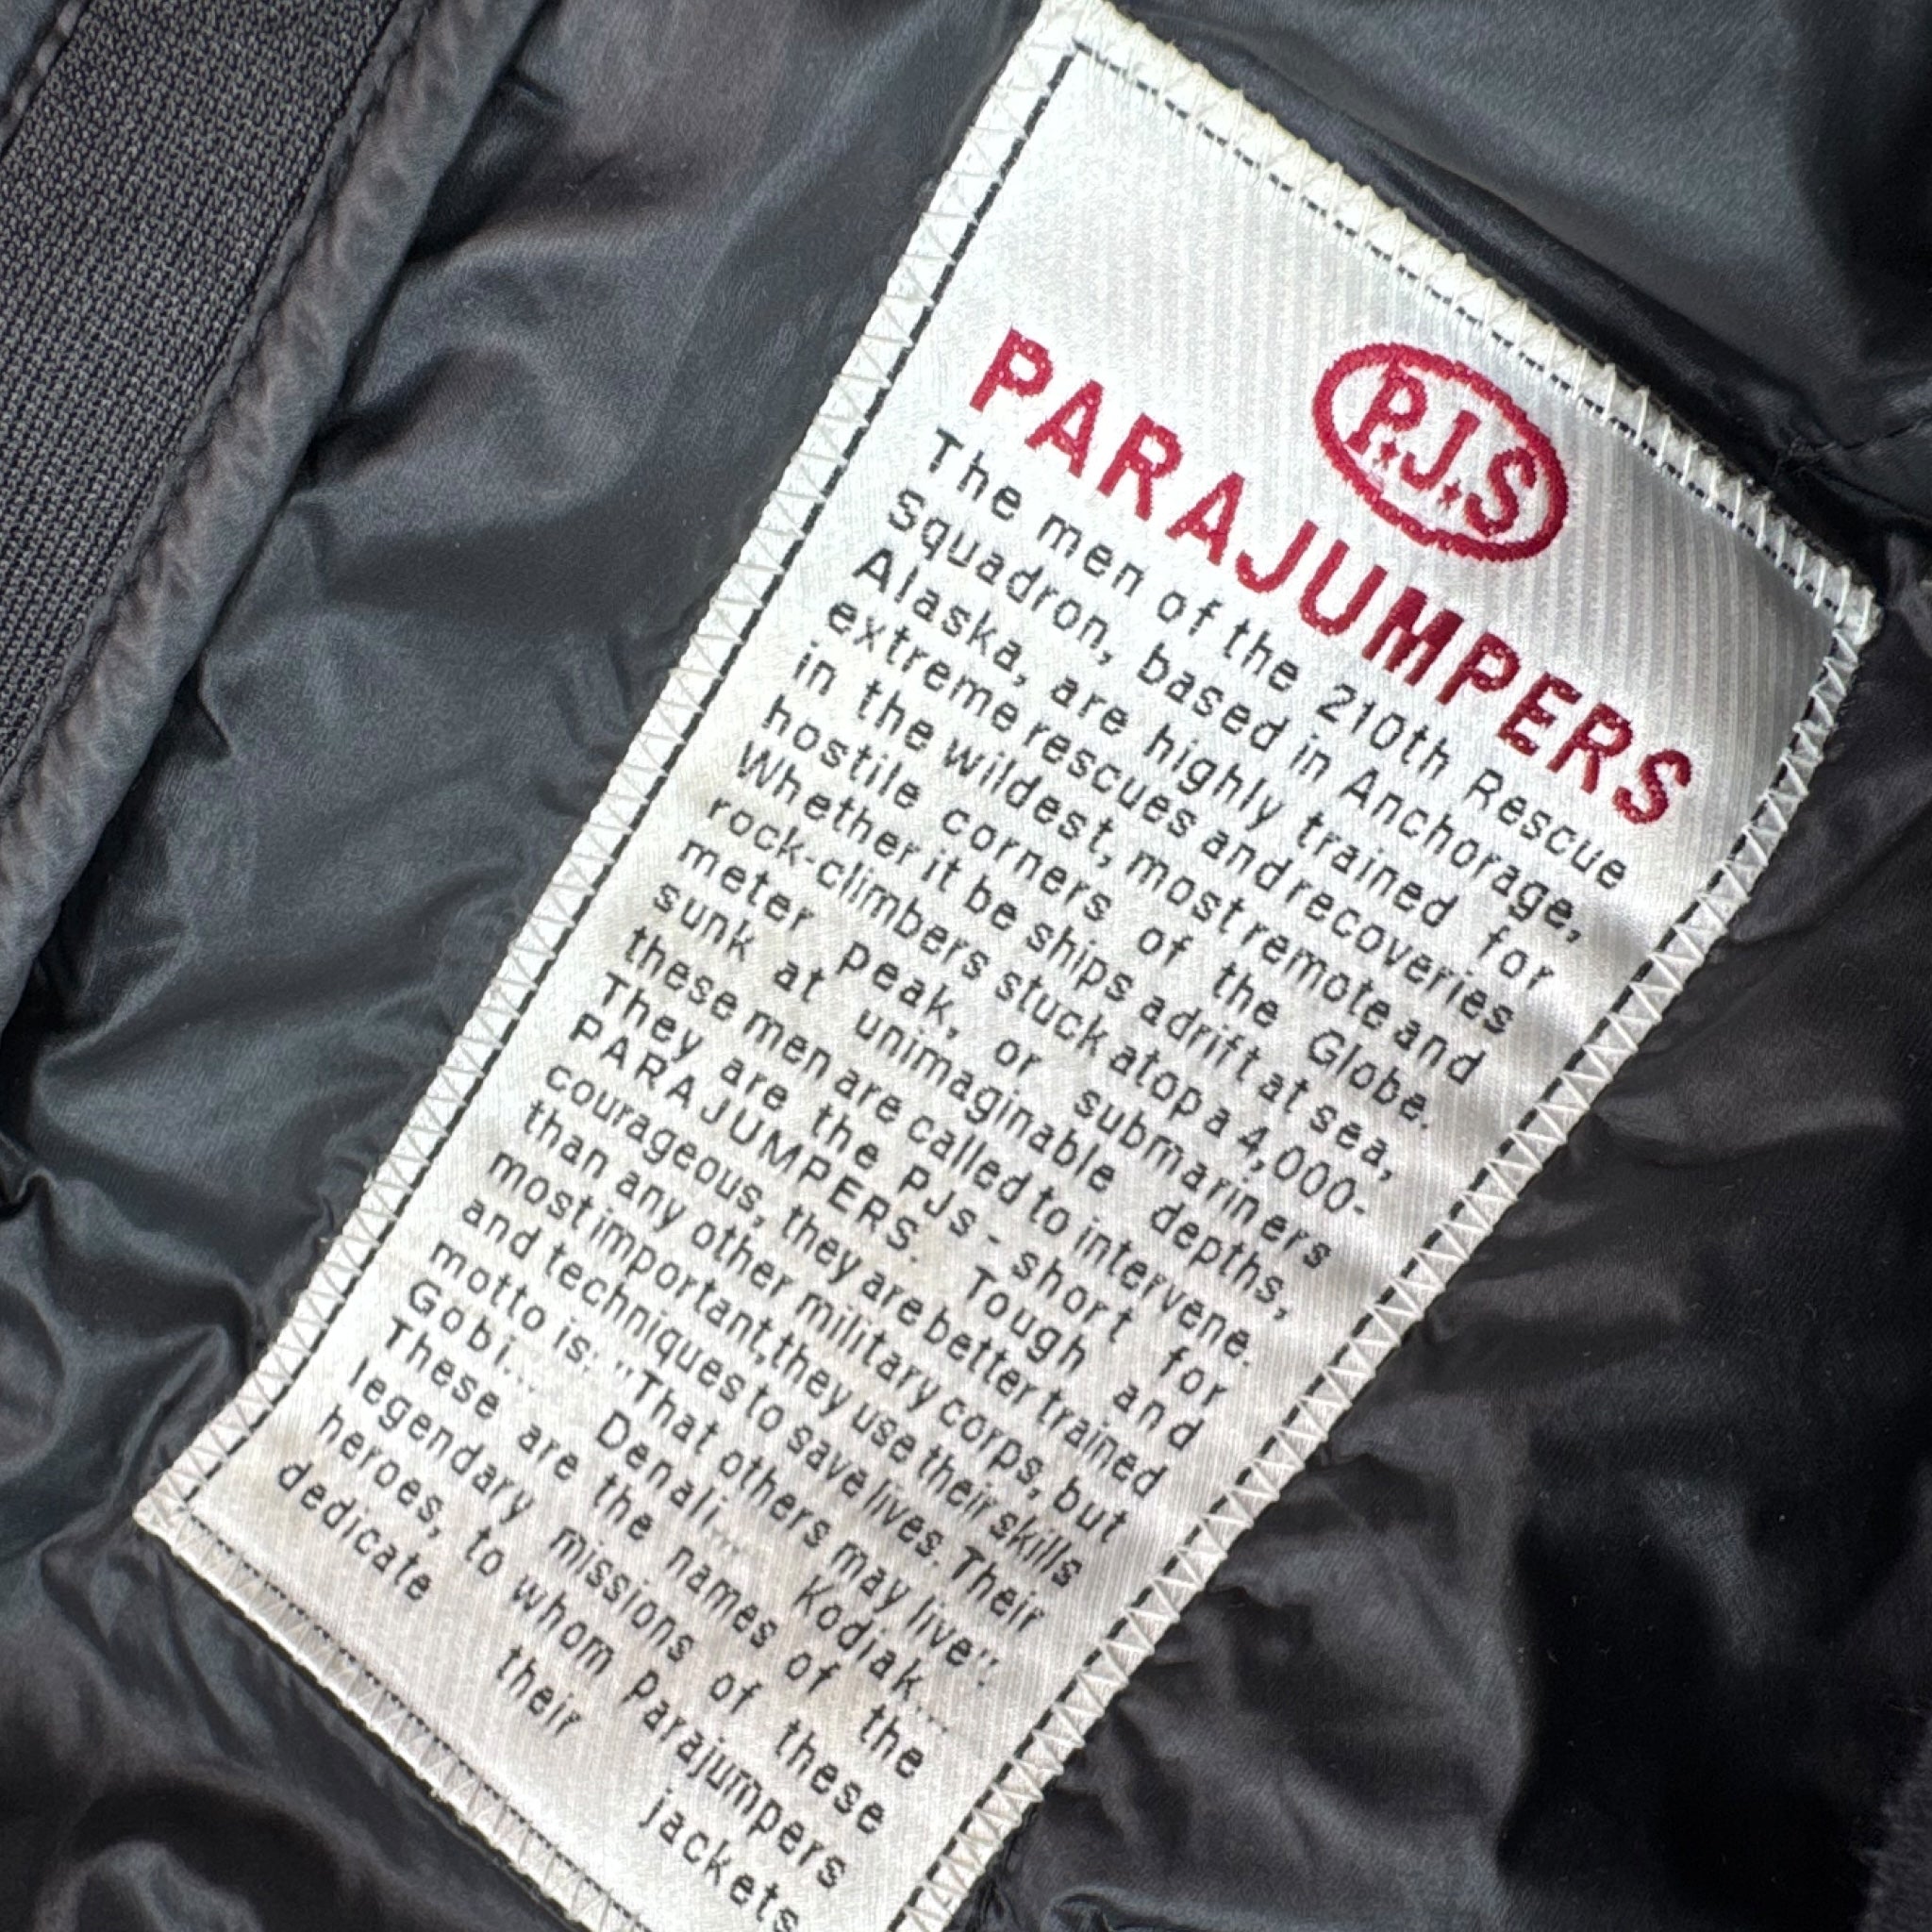 P.J.S
PARAJUMPERS
The men of the 210th Rescue
Squadron, based in Anchorage,
Alaska, are highly trained for
extreme rescues and recoveries
in the wildest, most remote and
hostile corners of the Globe.
Whether it be ships adrift at sea,
rock-climbers stuck atop a 4,000-
meter peak, or submariners
sunk at unimaginable depths,
these men are called to intervene.
They are the PJs - short for
PARAJUMPERS. Tough and
courageous, they are better trained
than any other military corps, but
most important, they use their skills
and techniques to save lives. Their
motto is: "That others may live".
Gobi... Denali... Kodiak...
These are the names of the
legendary missions of these
heroes, to whom Parajumpers
dedicate their jackets